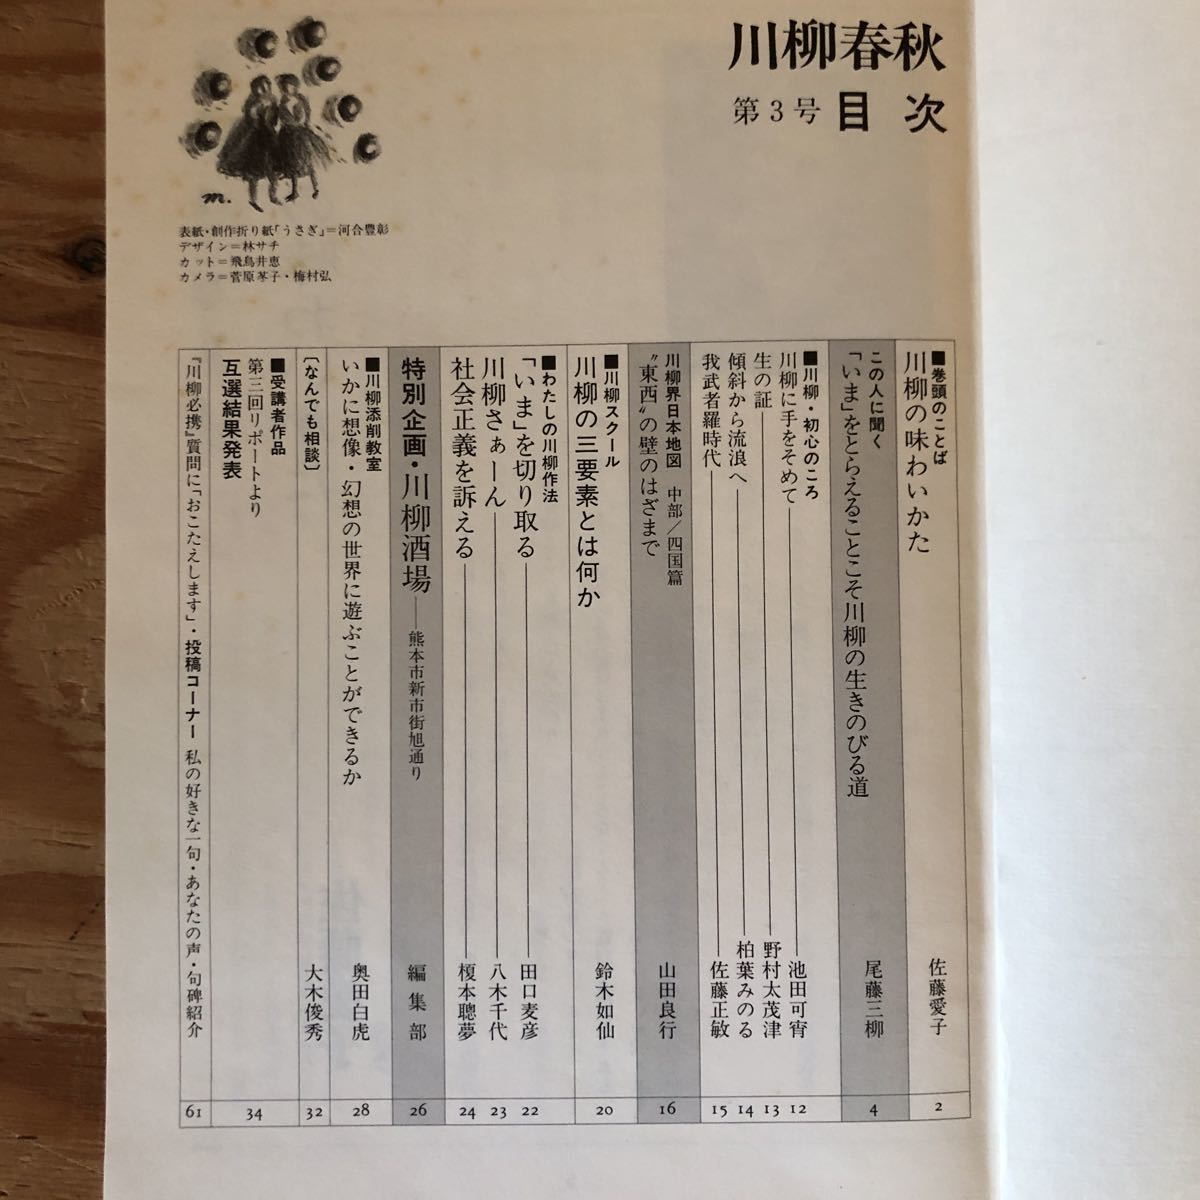 川柳春秋
第3号 目次
m.
表紙・創作折り紙「うさぎ」=河合豊彰
デザイン=林サチ
カット=飛鳥井恵
カメラ=菅原孝子・梅村弘
■巻頭のことば
川柳の味わいかた 佐藤愛子 2
この人に聞く
「いま」をとらえることこそ川柳の生きのびる道 尾藤三柳 4
■川柳・初心のころ
川柳に手をそめて 池田可宵 12
生の証 野村太茂津 13
傾斜から流浪へ 柏葉みのる 14
我武者羅時代 佐藤正敏 15
川柳界日本地図 中部/四国篇
〝東西〟の壁のはざまで 山田良行 16
■川柳スクール
川柳の三要素とは何か 鈴木如仙 20
■わたしの川柳作法
「いま」を切り取る 田口麦彦 22
川柳さぁーん 八木千代 23
社会正義を訴える 榎本聰夢 24
特別企画・川柳酒場——熊本市新市街旭通り 編集部 26
■川柳添削教室
いかに想像・幻想の世界に遊ぶことができるか 奥田白虎 28
〔なんでも相談〕 大木俊秀 32
■受講者作品
第三回リポートより
互選結果発表 34
『川柳必携』質問に「おこたえします」・投稿コーナー 私の好きな一句・あなたの声・句碑紹介 61